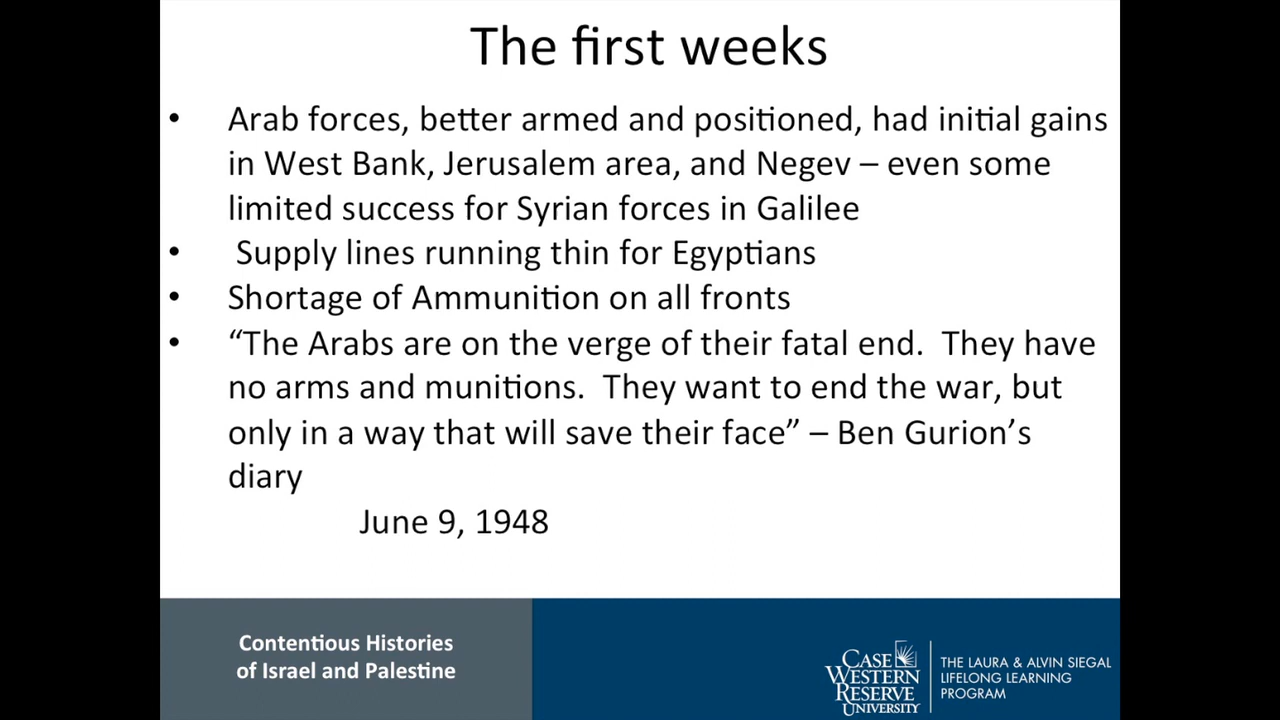 The first weeks
• Arab forces, better armed and positioned, had initial gains
in West Bank, Jerusalem area, and Negev – even some
limited success for Syrian forces in Galilee
• Supply lines running thin for Egyptians
• Shortage of Ammunition on all fronts
• “The Arabs are on the verge of their fatal end.  They have
no arms and munitions.  They want to end the war, but
only in a way that will save their face” – Ben Gurion’s
diary
June 9, 1948
Contentious Histories
of Israel and Palestine
CASE
WESTERN
RESERVE
UNIVERSITY
THE LAURA & ALVIN SIEGAL
LIFELONG LEARNING
PROGRAM